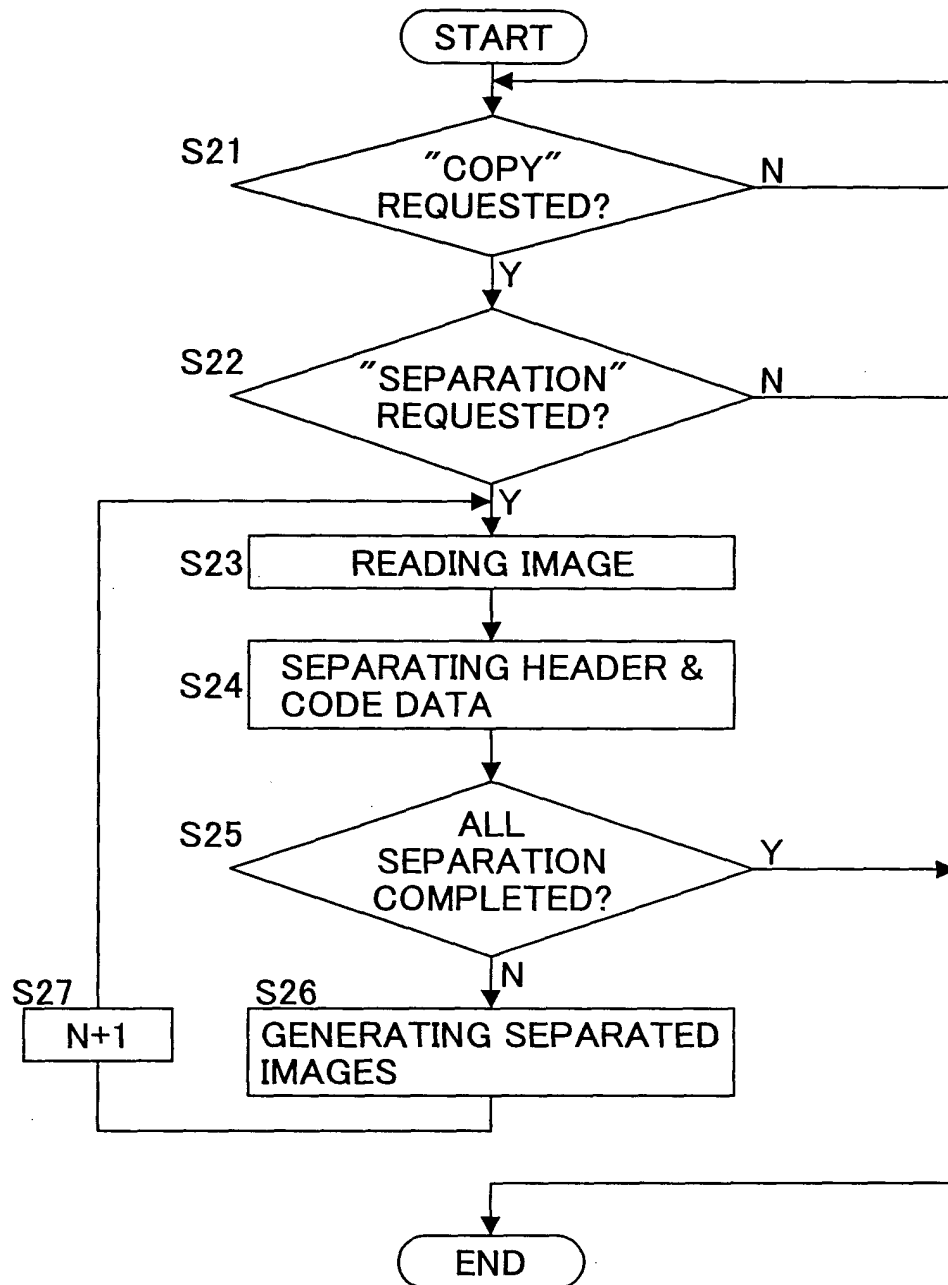 START
S21
"COPY"
REQUESTED?
N
Y
S22
"SEPARATION"
REQUESTED?
N
Y
S23
READING IMAGE
S24
SEPARATING HEADER &
CODE DATA
S25
ALL
SEPARATION
COMPLETED?
Y
N
S27
N+1
S26
GENERATING SEPARATED
IMAGES
END